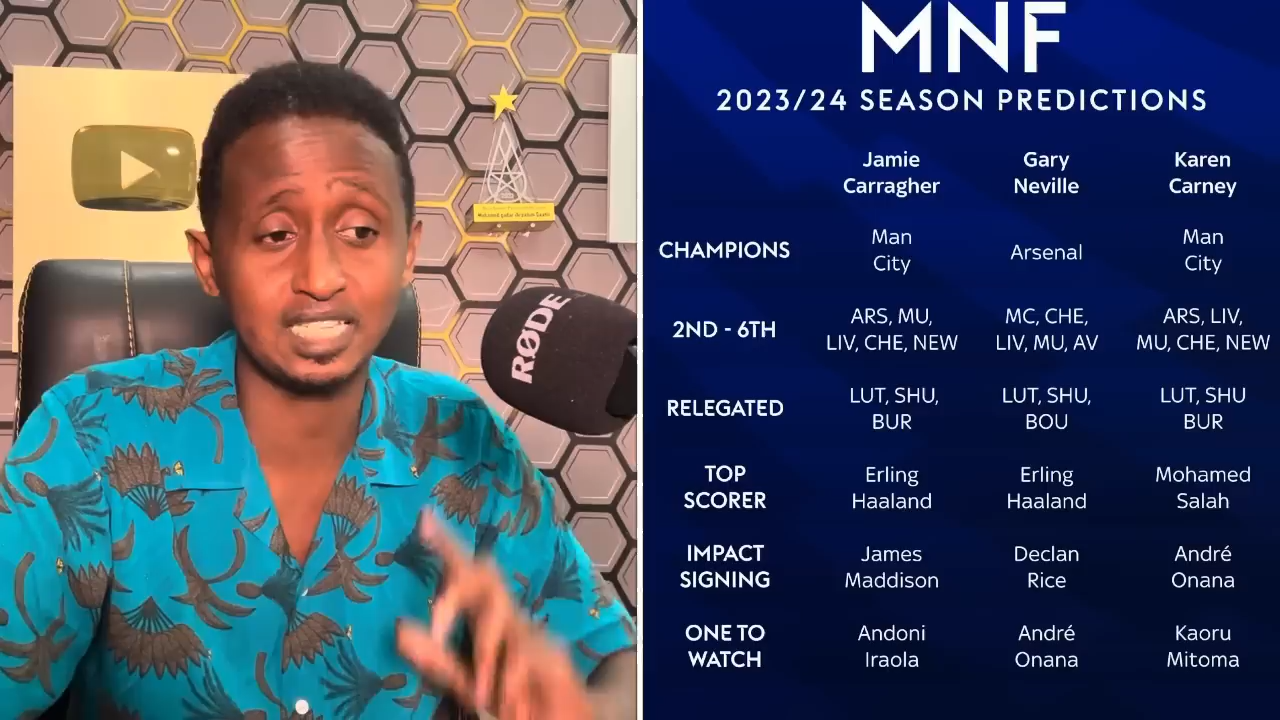 RØDE
MNF
2023/24 SEASON PREDICTIONS
Jamie
Carragher
Gary
Neville
Karen
Carney
CHAMPIONS
Man
City
Arsenal
Man
City
2ND - 6TH
ARS, MU,
LIV, CHE, NEW
MC, CHE,
LIV, MU, AV
ARS, LIV,
MU, CHE, NEW
RELEGATED
LUT, SHU,
BUR
LUT, SHU,
BOU
LUT, SHU
BUR
TOP
SCORER
Erling
Haaland
Erling
Haaland
Mohamed
Salah
IMPACT
SIGNING
James
Maddison
Declan
Rice
André
Onana
ONE TO
WATCH
Andoni
Iraola
André
Onana
Kaoru
Mitoma